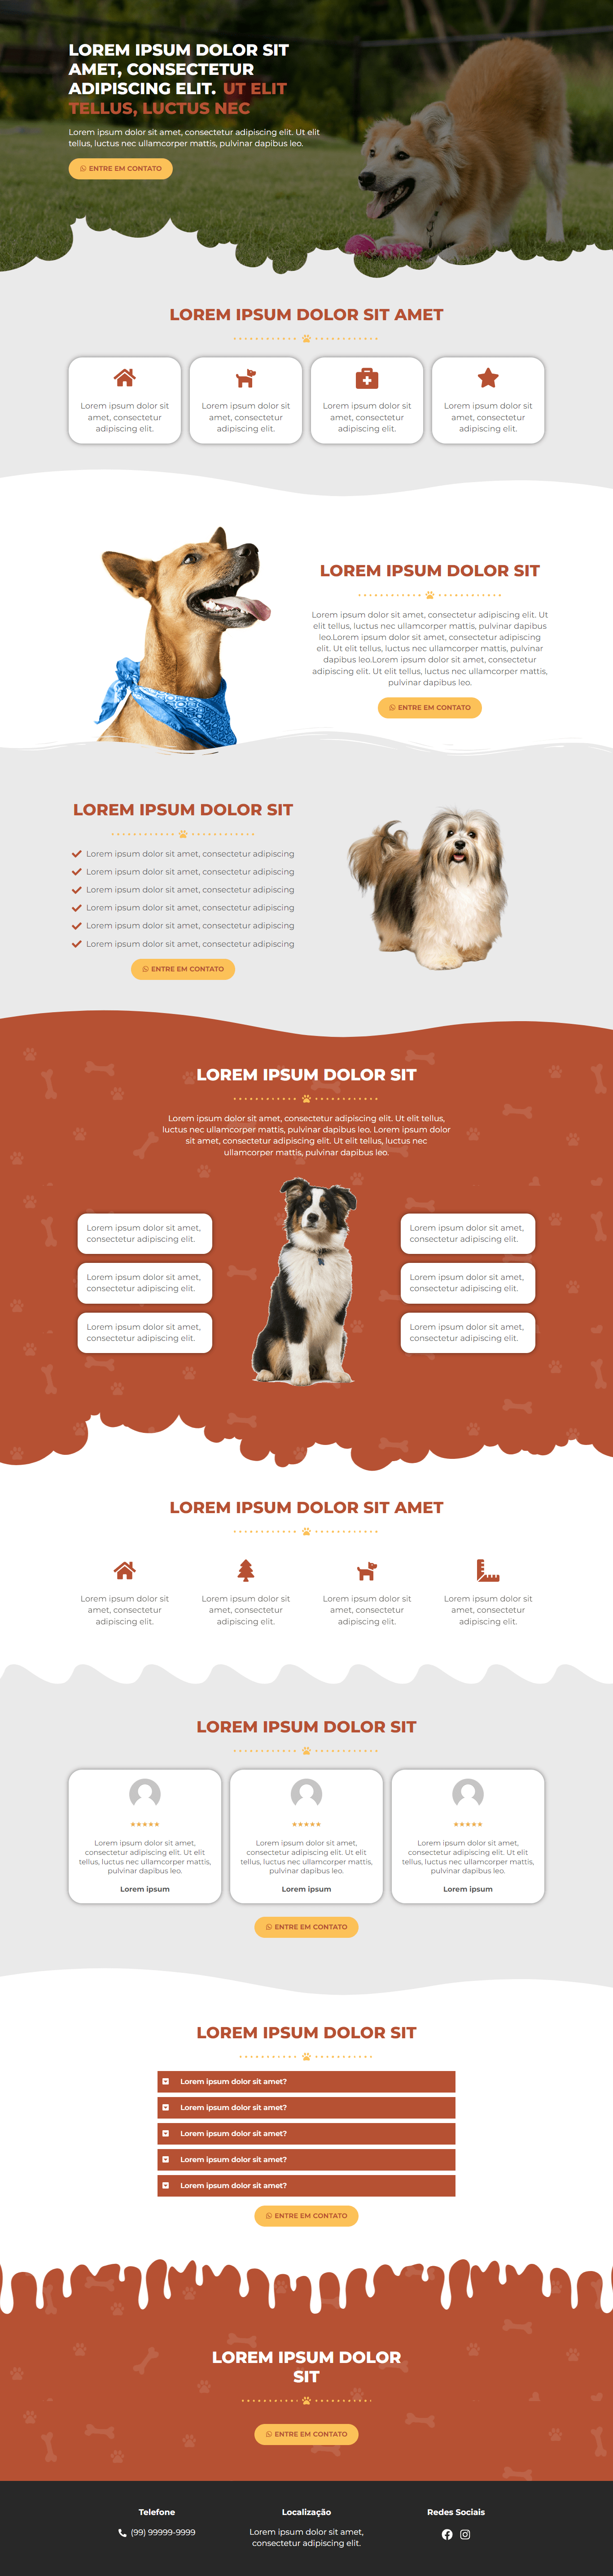 LOREM IPSUM DOLOR SIT
AMET, CONSECTETUR
ADIPISCING ELIT. UT ELIT
TELLUS, LUCTUS NEC
Lorem ipsum dolor sit amet, consectetur adipiscing elit. Ut elit
tellus, luctus nec ullamcorper mattis, pulvinar dapibus leo.
ENTRE EM CONTATO
LOREM IPSUM DOLOR SIT AMET
Lorem ipsum dolor sit
amet, consectetur
adipiscing elit.
Lorem ipsum dolor sit
amet, consectetur
adipiscing elit.
Lorem ipsum dolor sit
amet, consectetur
adipiscing elit.
Lorem ipsum dolor sit
amet, consectetur
adipiscing elit.
LOREM IPSUM DOLOR SIT
Lorem ipsum dolor sit amet, consectetur adipiscing elit. Ut
elit tellus, luctus nec ullamcorper mattis, pulvinar dapibus
leo.Lorem ipsum dolor sit amet, consectetur adipiscing
elit. Ut elit tellus, luctus nec ullamcorper mattis, pulvinar
dapibus leo.Lorem ipsum dolor sit amet, consectetur
adipiscing elit. Ut elit tellus, luctus nec ullamcorper mattis,
pulvinar dapibus leo.
ENTRE EM CONTATO
LOREM IPSUM DOLOR SIT
Lorem ipsum dolor sit amet, consectetur adipiscing
Lorem ipsum dolor sit amet, consectetur adipiscing
Lorem ipsum dolor sit amet, consectetur adipiscing
Lorem ipsum dolor sit amet, consectetur adipiscing
Lorem ipsum dolor sit amet, consectetur adipiscing
Lorem ipsum dolor sit amet, consectetur adipiscing
ENTRE EM CONTATO
LOREM IPSUM DOLOR SIT
Lorem ipsum dolor sit amet, consectetur adipiscing elit. Ut elit tellus,
luctus nec ullamcorper mattis, pulvinar dapibus leo. Lorem ipsum dolor
sit amet, consectetur adipiscing elit. Ut elit tellus, luctus nec
ullamcorper mattis, pulvinar dapibus leo.
Lorem ipsum dolor sit amet,
consectetur adipiscing elit.
Lorem ipsum dolor sit amet,
consectetur adipiscing elit.
Lorem ipsum dolor sit amet,
consectetur adipiscing elit.
Lorem ipsum dolor sit amet,
consectetur adipiscing elit.
Lorem ipsum dolor sit amet,
consectetur adipiscing elit.
Lorem ipsum dolor sit amet,
consectetur adipiscing elit.
LOREM IPSUM DOLOR SIT AMET
Lorem ipsum dolor sit
amet, consectetur
adipiscing elit.
Lorem ipsum dolor sit
amet, consectetur
adipiscing elit.
Lorem ipsum dolor sit
amet, consectetur
adipiscing elit.
Lorem ipsum dolor sit
amet, consectetur
adipiscing elit.
LOREM IPSUM DOLOR SIT
Lorem ipsum dolor sit amet,
consectetur adipiscing elit. Ut elit
tellus, luctus nec ullamcorper mattis,
pulvinar dapibus leo.
Lorem ipsum
Lorem ipsum dolor sit amet,
consectetur adipiscing elit. Ut elit
tellus, luctus nec ullamcorper mattis,
pulvinar dapibus leo.
Lorem ipsum
Lorem ipsum dolor sit amet,
consectetur adipiscing elit. Ut elit
tellus, luctus nec ullamcorper mattis,
pulvinar dapibus leo.
Lorem ipsum
ENTRE EM CONTATO
LOREM IPSUM DOLOR SIT
Lorem ipsum dolor sit amet?
Lorem ipsum dolor sit amet?
Lorem ipsum dolor sit amet?
Lorem ipsum dolor sit amet?
Lorem ipsum dolor sit amet?
ENTRE EM CONTATO
LOREM IPSUM DOLOR
SIT
ENTRE EM CONTATO
Telefone
(99) 99999-9999
Localização
Lorem ipsum dolor sit amet,
consectetur adipiscing elit.
Redes Sociais